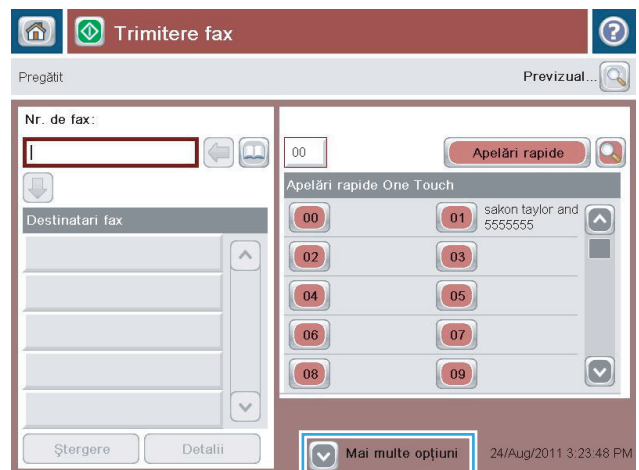 Trimitere fax
Pregătit
Previzual...
Nr. de fax:
Destinatari fax
Ștergere
Detalii
00
Apelări rapide
Apelări rapide One Touch
00
01
sakon taylor and
5555555
02
03
04
05
06
07
08
09
Mai multe opțiuni
24/Aug/2011 3:23:48 PM